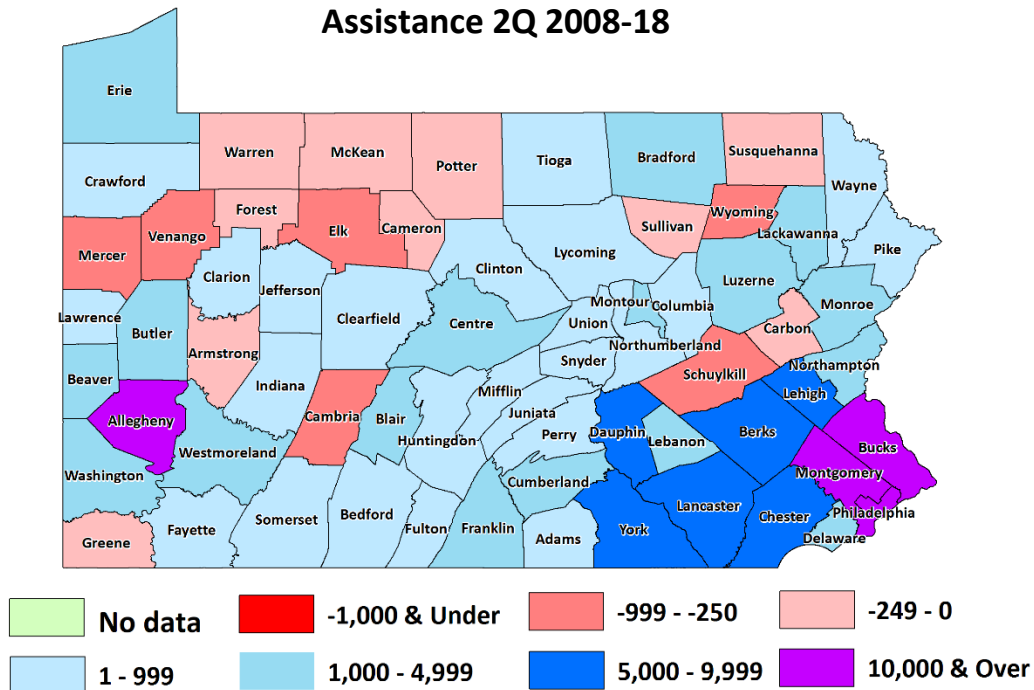 Assistance 2Q 2008-18
Erie
Crawford
Warren
McKean
Potter
Tioga
Bradford
Susquehanna
Wayne
Mercer
Venango
Forest
Elk
Cameron
Sullivan
Wyoming
Lackawanna
Pike
Clarion
Jefferson
Clinton
Lycoming
Luzerne
Monroe
Lawrence
Butler
Clearfield
Centre
Montour
Columbia
Union
Carbon
Armstrong
Northumberland
Snyder
Northampton
Beaver
Indiana
Schuylkill
Lehigh
Mifflin
Allegheny
Cambria
Blair
Juniata
Huntingdon
Perry
Dauphin
Lebanon
Berks
Bucks
Westmoreland
Washington
Montgomery
Cumberland
Lancaster
Philadelphia
Greene
Fayette
Somerset
Bedford
Fulton
Franklin
Adams
York
Chester
Delaware
No data
-1,000 & Under
-999 - -250
-249 - 0
1 - 999
1,000 - 4,999
5,000 - 9,999
10,000 & Over